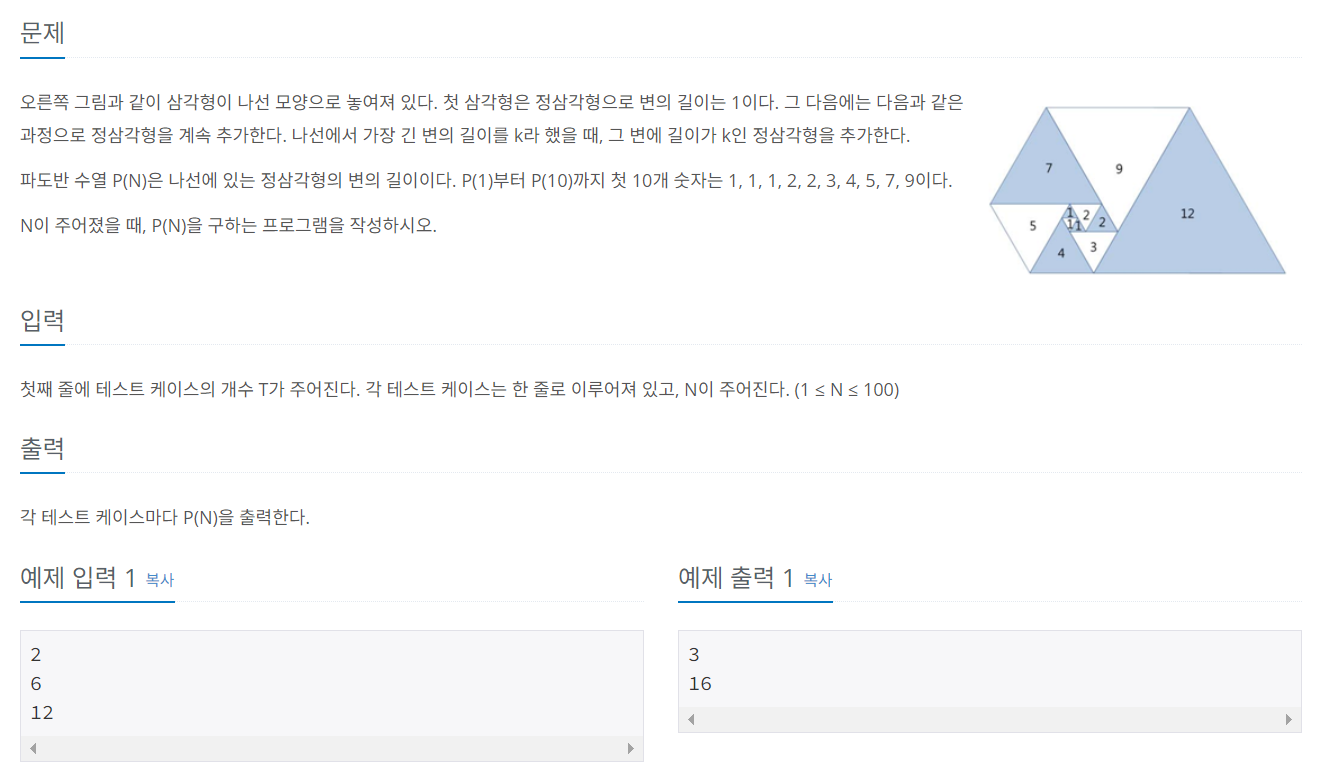 문제
오른쪽 그림과 같이 삼각형이 나선 모양으로 놓여져 있다. 첫 삼각형은 정삼각형으로 변의 길이는 1이다. 그 다음에는 다음과 같은
과정으로 정삼각형을 계속 추가한다. 나선에서 가장 긴 변의 길이를 k라 했을 때, 그 변에 길이가 k인 정삼각형을 추가한다.
파도반 수열 P(N)은 나선에 있는 정삼각형의 변의 길이이다. P(1)부터 P(10)까지 첫 10개 숫자는 1, 1, 1, 2, 2, 3, 4, 5, 7, 9이다.
N이 주어졌을 때, P(N)을 구하는 프로그램을 작성하시오.
7
9
12
1
2
2
1
1
5
3
4
입력
첫째 줄에 테스트 케이스의 개수 T가 주어진다. 각 테스트 케이스는 한 줄로 이루어져 있고, N이 주어진다. (1 ≤ N ≤ 100)
출력
각 테스트 케이스마다 P(N)을 출력한다.
예제 입력 1 복사
2
6
12
예제 출력 1 복사
3
16